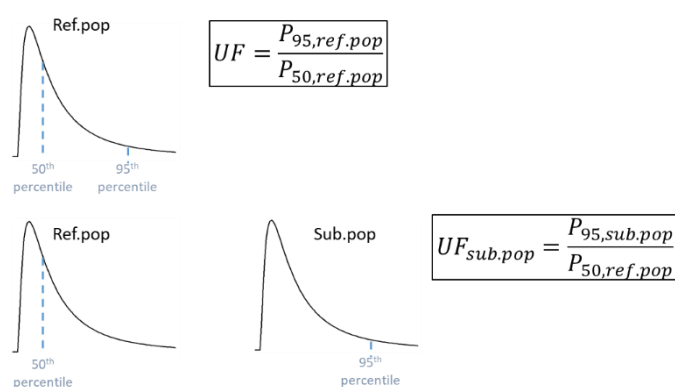 Ref.pop
UF = P95,ref.pop / P50,ref.pop
50th percentile
95th percentile
Ref.pop
Sub.pop
UFsub.pop = P95,sub.pop / P50,ref.pop
50th percentile
95th percentile